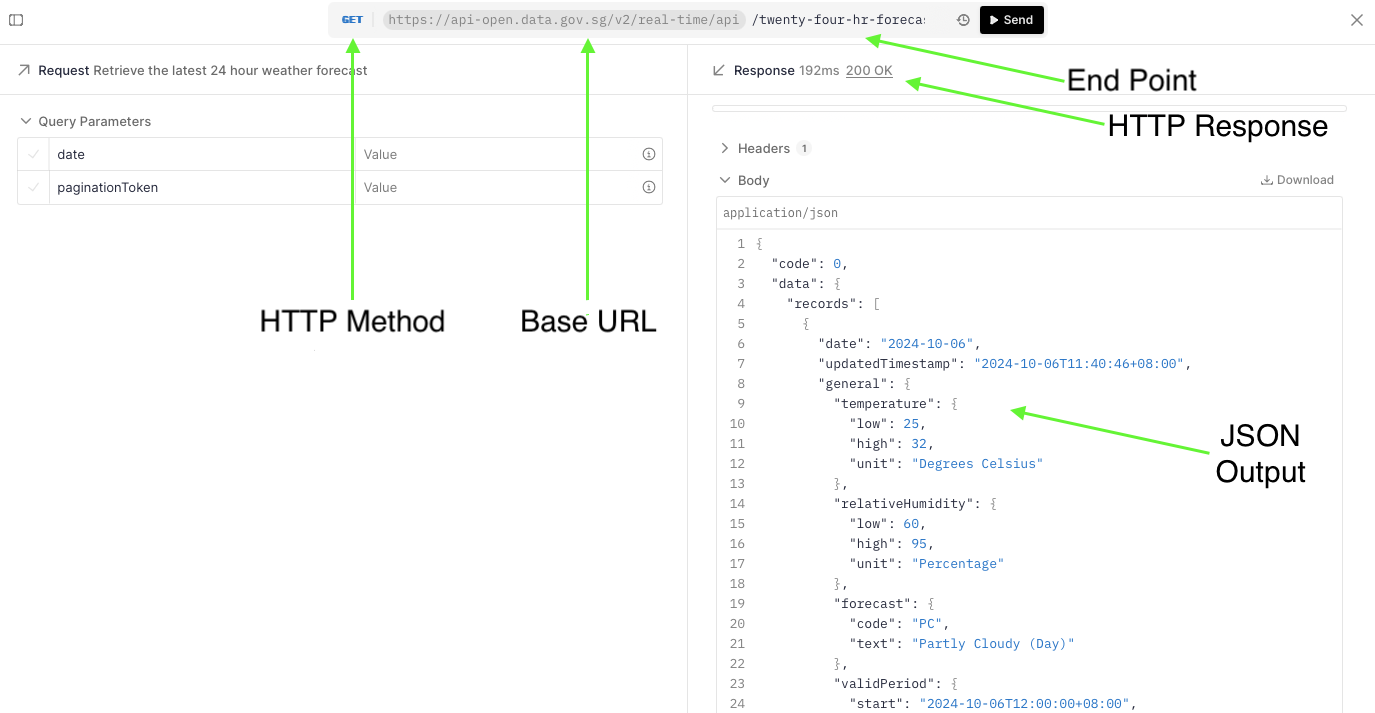 GET https://api-open.data.gov.sg/v2/real-time/api /twenty-four-hr-forecas Send
Request Retrieve the latest 24 hour weather forecast
Query Parameters
date Value
paginationToken Value
HTTP Method
Base URL
Response 192ms 200 OK
End Point
HTTP Response
Headers 1
Body Download
application/json
1 {
2 "code": 0,
3 "data": {
4 "records": [
5 {
6 "date": "2024-10-06",
7 "updatedTimestamp": "2024-10-06T11:40:46+08:00",
8 "general": {
9 "temperature": {
10 "low": 25,
11 "high": 32,
12 "unit": "Degrees Celsius"
13 },
14 "relativeHumidity": {
15 "low": 60,
16 "high": 95,
17 "unit": "Percentage"
18 },
19 "forecast": {
20 "code": "PC",
21 "text": "Partly Cloudy (Day)"
22 },
23 "validPeriod": {
24 "start": "2024-10-06T12:00:00+08:00",
JSON
Output